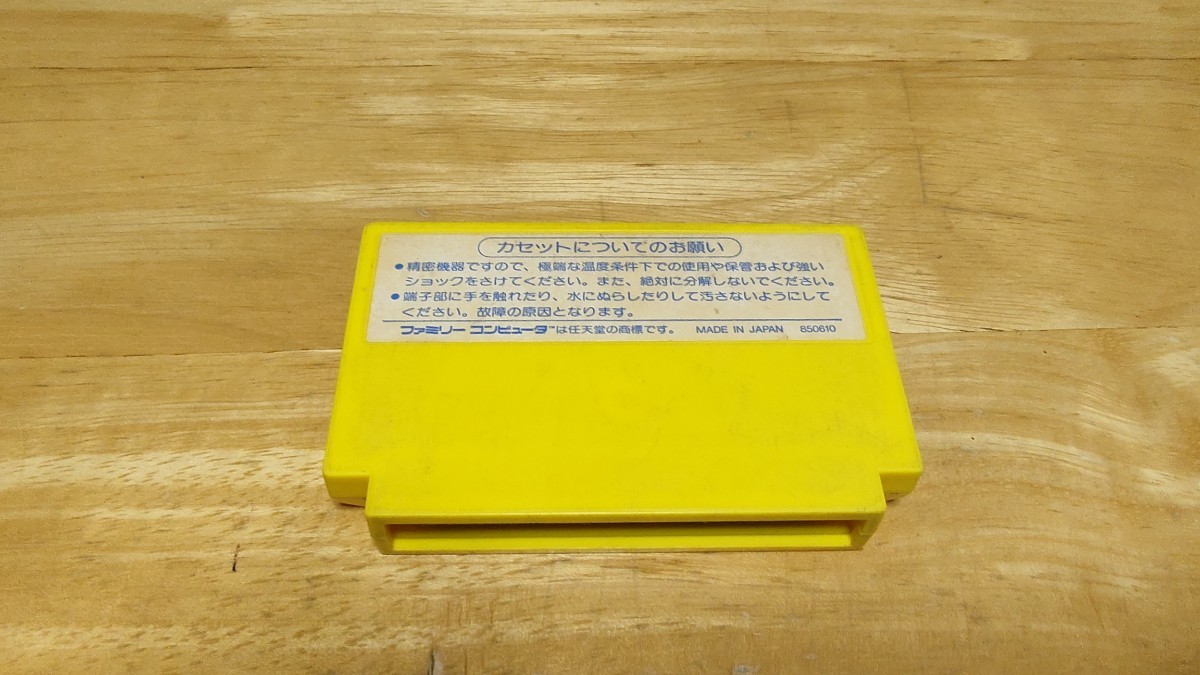 カセットについてのお願い
●精密機器ですので、極端な温度条件下での使用や保管および強い
ショックをさけてください。また、絶対に分解しないでください。
●端子部に手を触れたり、水にぬらしたりして汚さないようにして
ください。故障の原因となります。
ファミリー コンピュータ™は任天堂の商標です。 MADE IN JAPAN 850610